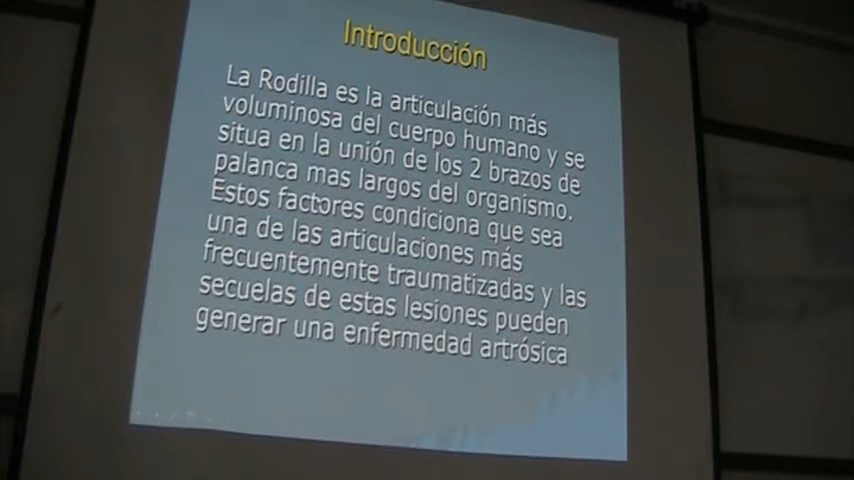 Introducción
La Rodilla es la articulación más
voluminosa del cuerpo humano y se
situa en la unión de los 2 brazos de
palanca mas largos del organismo.
Estos factores condiciona que sea
una de las articulaciones más
frecuentemente traumatizadas y las
secuelas de estas lesiones pueden
generar una enfermedad artrósica